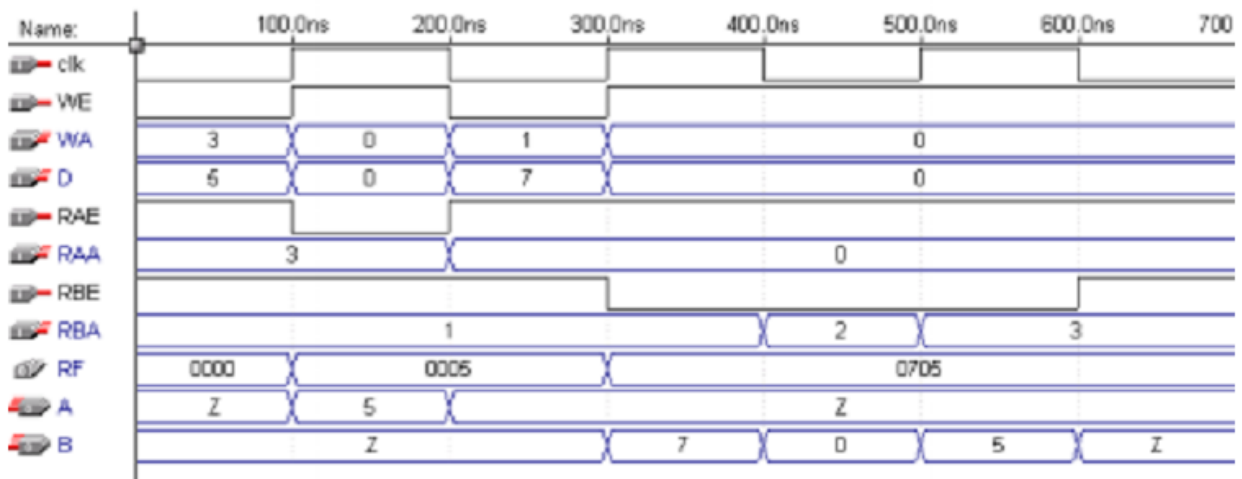 Name: 100.0ns 200.0ns 300.0ns 400.0ns 500.0ns 600.0ns 700
clk
WE
WA 3 0 1 0
D 5 0 7 0
RAE
RAA 3 0
RBE
RBA 1 2 3
RF 0000 0005 0705
A Z 5 Z
B Z 7 0 5 Z